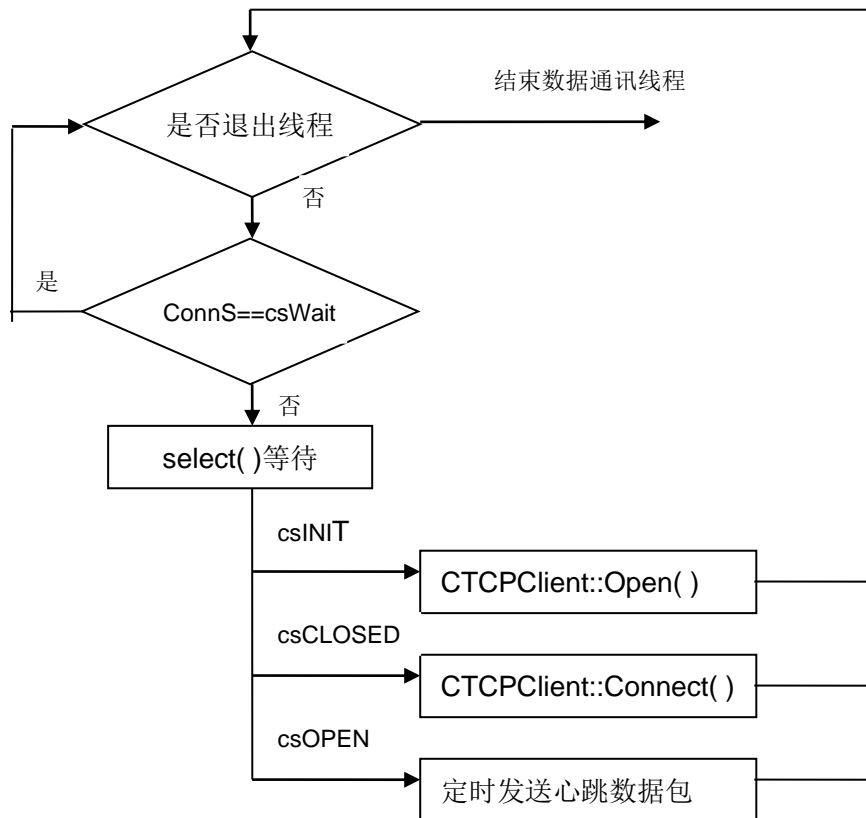 结束数据通讯线程
是否退出线程
否
是
ConnS==csWait
否
select( )等待
csINIT
CTCPClient::Open( )
csCLOSED
CTCPClient::Connect( )
csOPEN
定时发送心跳数据包